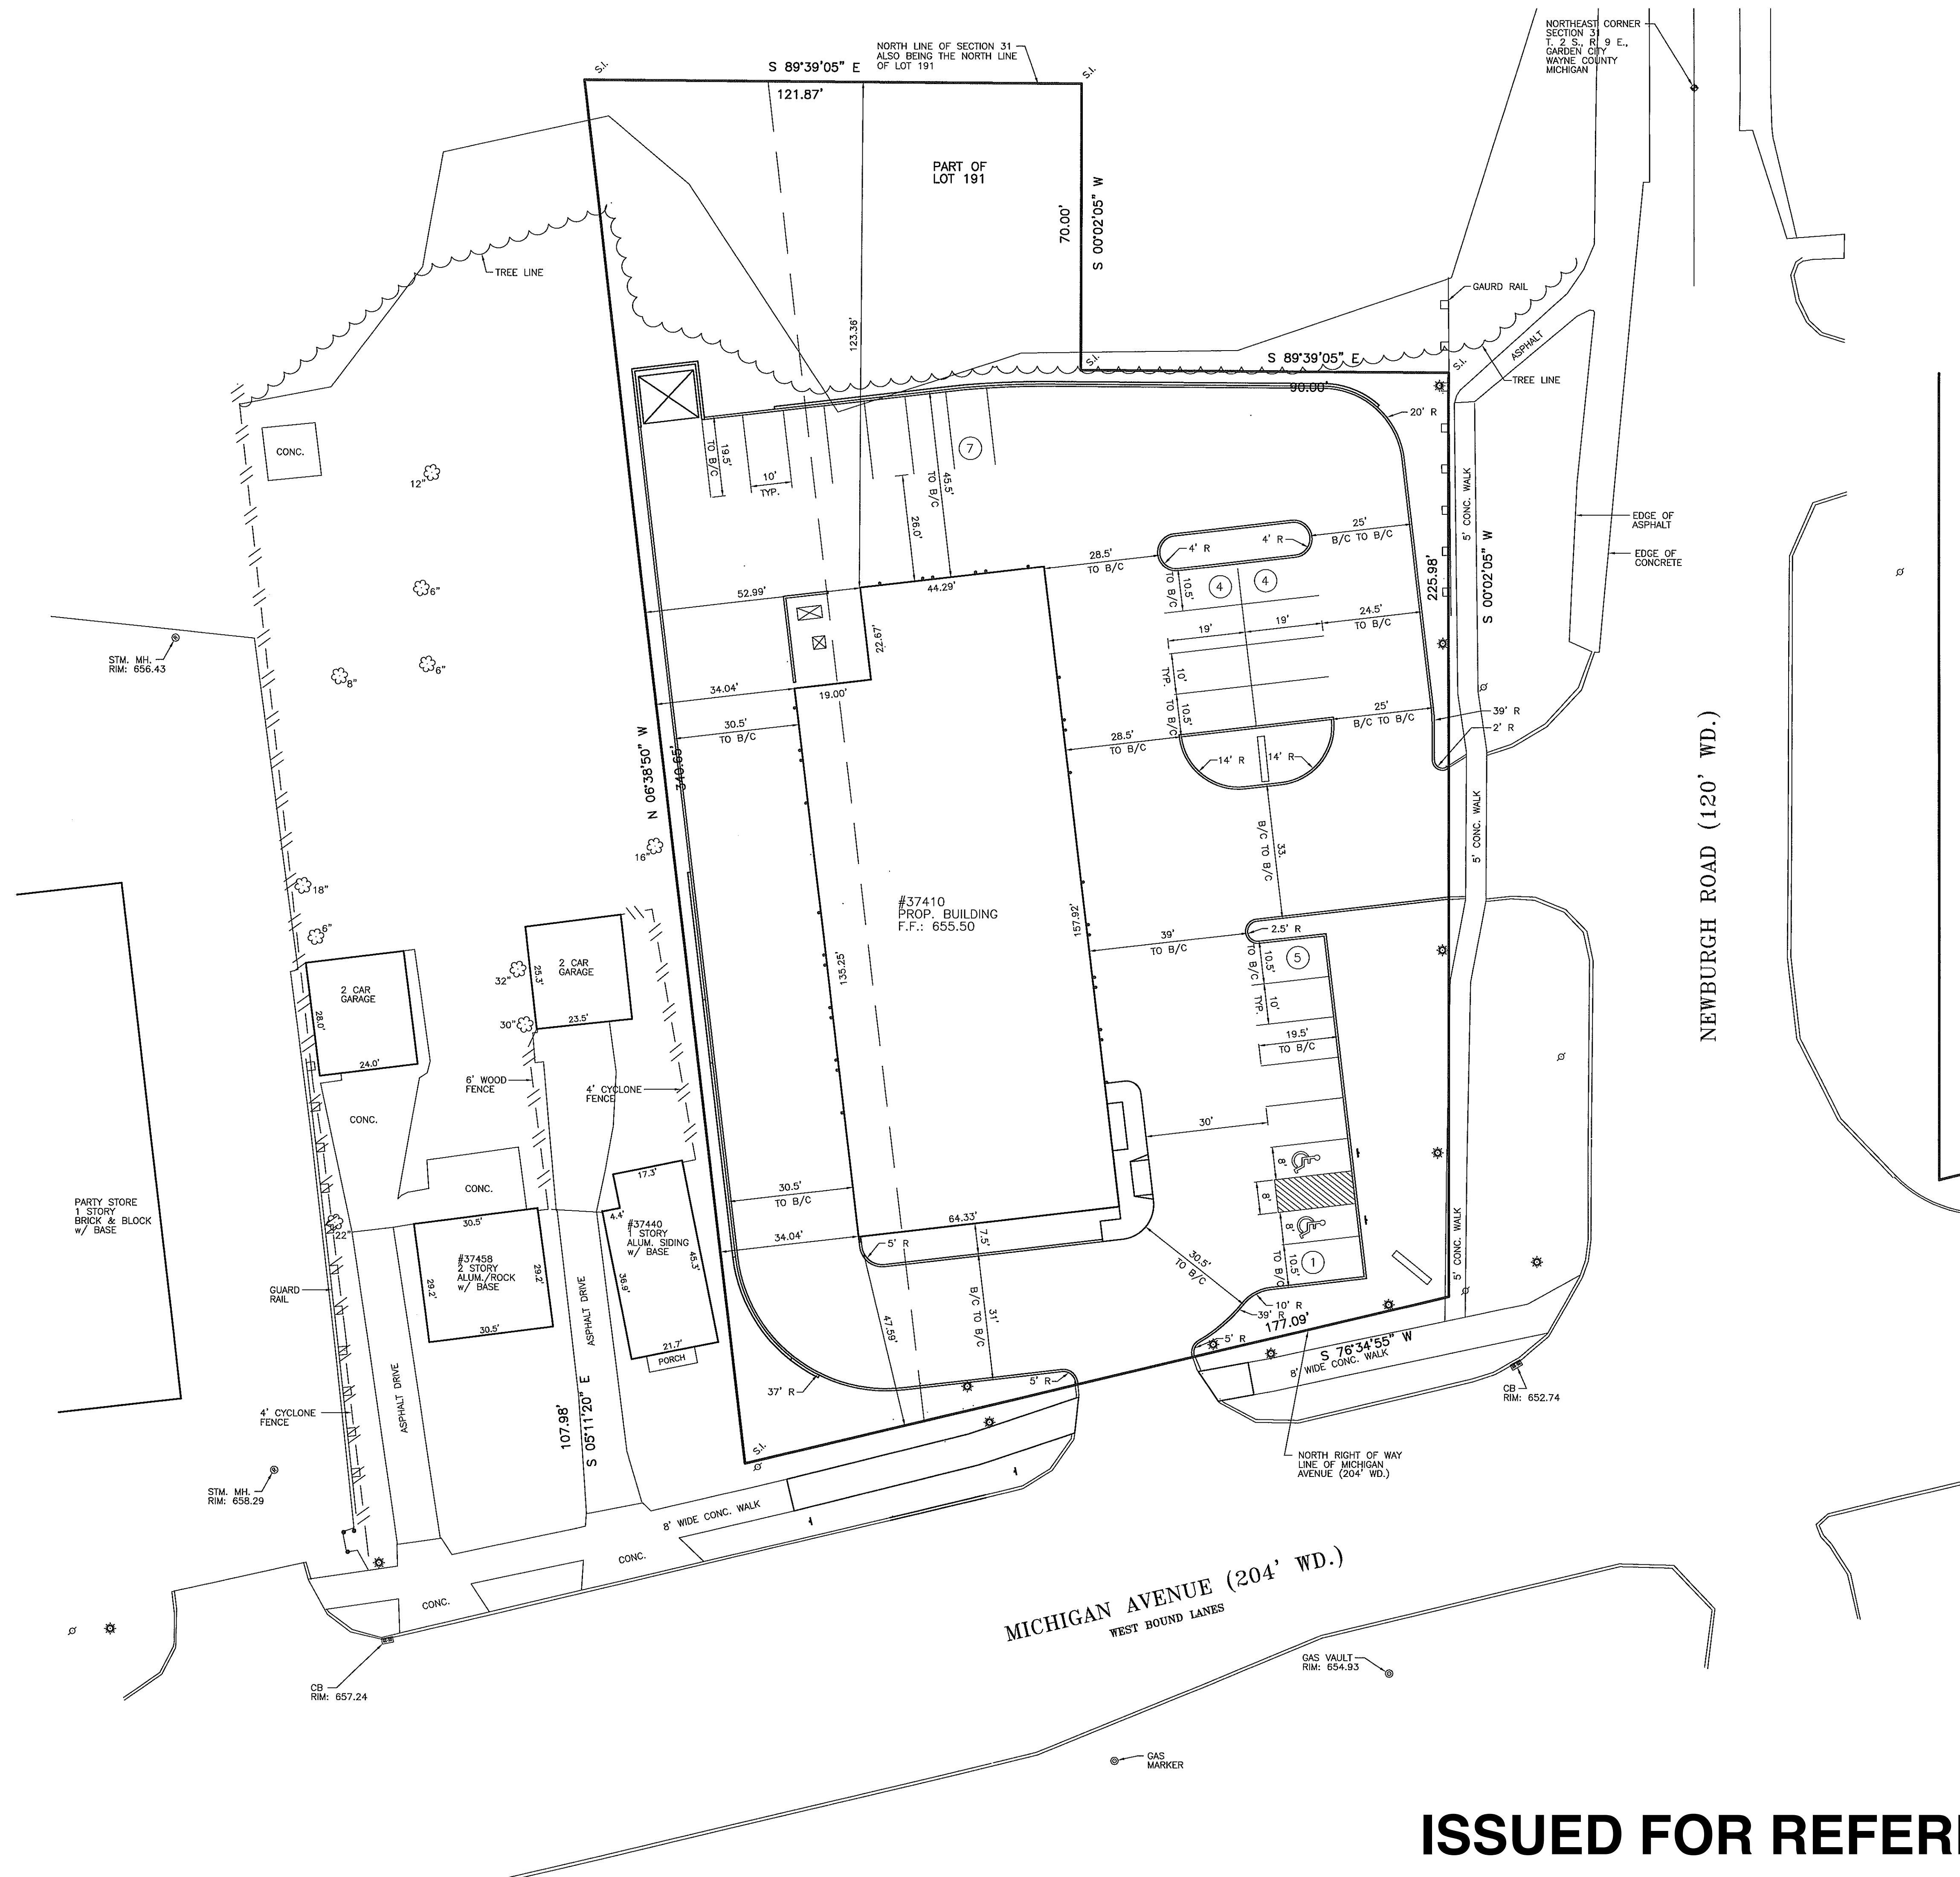 NORTHEAST CORNER
SECTION 31
T. 2 S., R. 9 E.,
GARDEN CITY
WAYNE COUNTY
MICHIGAN
NORTH LINE OF SECTION 31
ALSO BEING THE NORTH LINE
OF LOT 191
S.I.
S 89°39'05" E
121.87'
S.I.
PART OF
LOT 191
70.00'
S 00°02'05" W
TREE LINE
GAURD RAIL
123.36'
S.I.
S 89°39'05" E
90.00'
S.I.
ASPHALT
TREE LINE
20' R
CONC.
12"
19.5'
TO B/C
10'
TYP.
7
45.5'
TO B/C
26.0'
5' CONC. WALK
EDGE OF
ASPHALT
EDGE OF
CONCRETE
25'
B/C TO B/C
4' R
4' R
28.5'
TO B/C
52.99'
44.29'
10.5'
TO B/C
4
4
225.98'
S 00°02'05" W
6"
24.5'
TO B/C
19'
19'
22.67'
STM. MH.
RIM: 656.43
8"
6"
34.04'
19.00'
30.5'
TO B/C
10'
TYP.
10.5'
TO B/C
25'
B/C TO B/C
39' R
2' R
28.5'
TO B/C
14' R
14' R
N 06°38'50" W
340.65'
NEWBURGH ROAD (120' WD.)
16"
33.
B/C TO B/C
5' CONC. WALK
18"
6"
#37410
PROP. BUILDING
F.F.: 655.50
157.92'
135.25'
39'
TO B/C
2.5' R
10.5'
TO B/C
5
10'
TYP.
19.5'
TO B/C
2 CAR
GARAGE
25.3'
32"
30"
23.5'
2 CAR
GARAGE
28.0'
24.0'
6' WOOD
FENCE
4' CYCLONE
FENCE
CONC.
30'
8'
8'
8'
10.5'
TO B/C
1
17.3'
CONC.
30.5'
TO B/C
PARTY STORE
1 STORY
BRICK & BLOCK
w/ BASE
22"
30.5'
4.4'
#37440
1 STORY
ALUM. SIDING
w/ BASE
45.3'
36.9'
64.33'
34.04'
5' R
7.5'
30.5'
TO B/C
#37458
2 STORY
ALUM./ROCK
w/ BASE
29.2'
29.2'
30.5'
GUARD
RAIL
5' CONC. WALK
10' R
39' R
177.09'
5' R
S 76°34'55" W
8' WIDE CONC. WALK
31'
B/C TO B/C
47.59'
21.7'
PORCH
ASPHALT DRIVE
ASPHALT DRIVE
37' R
5' R
CB
RIM: 652.74
4' CYCLONE
FENCE
107.98'
S 05°11'20" E
S.I.
NORTH RIGHT OF WAY
LINE OF MICHIGAN
AVENUE (204' WD.)
STM. MH.
RIM: 658.29
8' WIDE CONC. WALK
CONC.
CONC.
MICHIGAN AVENUE (204' WD.)
WEST BOUND LANES
GAS VAULT
RIM: 654.93
CB
RIM: 657.24
GAS
MARKER
ISSUED FOR REFER